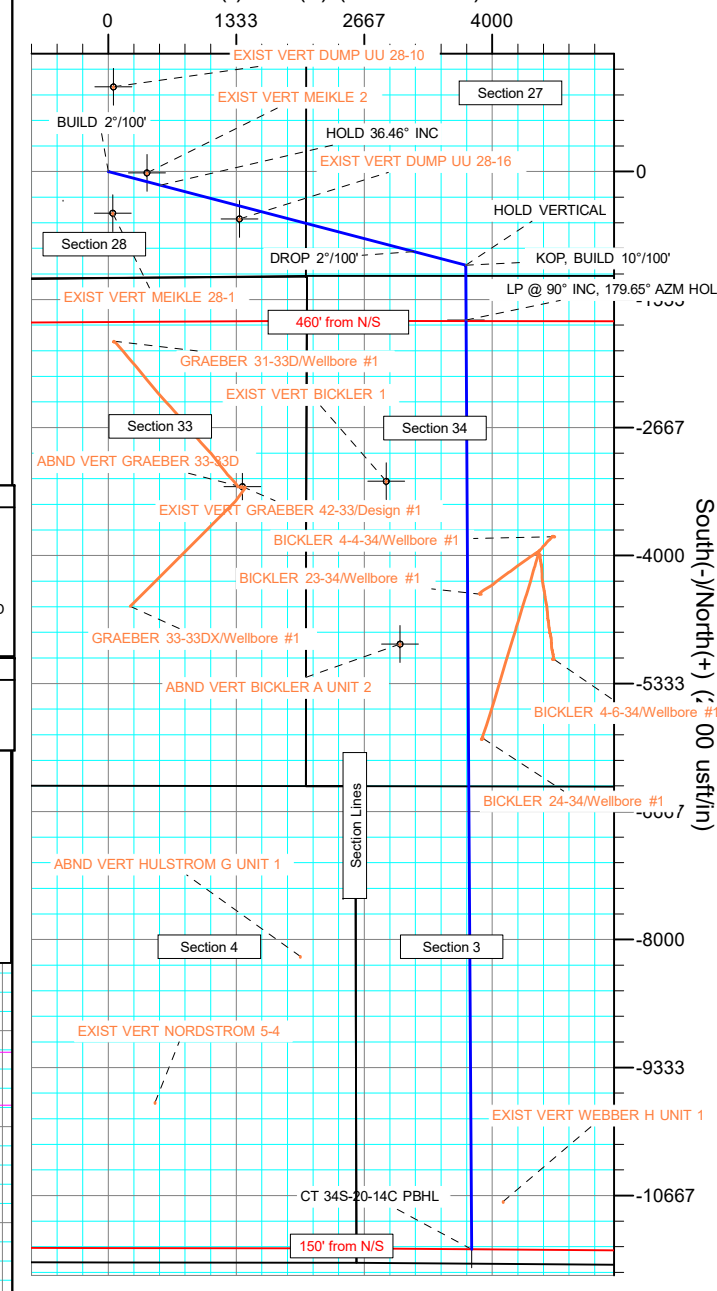 0 1333 2667 4000
EXIST VERT DUMP UU 28-10
Section 27
EXIST VERT MEIKLE 2
BUILD 2°/100'
HOLD 36.46° INC
EXIST VERT DUMP UU 28-16
0
HOLD VERTICAL
Section 28
DROP 2°/100'
KOP, BUILD 10°/100'
LP @ 90° INC, 179.65° AZM HOL
EXIST VERT MEIKLE 28-1
460' from N/S
GRAEBER 31-33D/Wellbore #1
EXIST VERT BICKLER 1
Section 33
Section 34
-2667
ABND VERT GRAEBER 33-33D
EXIST VERT GRAEBER 42-33/Design #1
BICKLER 4-4-34/Wellbore #1
-4000
BICKLER 23-34/Wellbore #1
GRAEBER 33-33DX/Wellbore #1
ABND VERT BICKLER A UNIT 2
-5333
BICKLER 4-6-34/Wellbore #1
South(-)/North(+) 00 usft/in)
BICKLER 24-34/Wellbore #1
Section Lines
ABND VERT HULSTROM G UNIT 1
Section 4
Section 3
-8000
EXIST VERT NORDSTROM 5-4
-9333
EXIST VERT WEBBER H UNIT 1
CT 34S-20-14C PBHL
-10667
150' from N/S